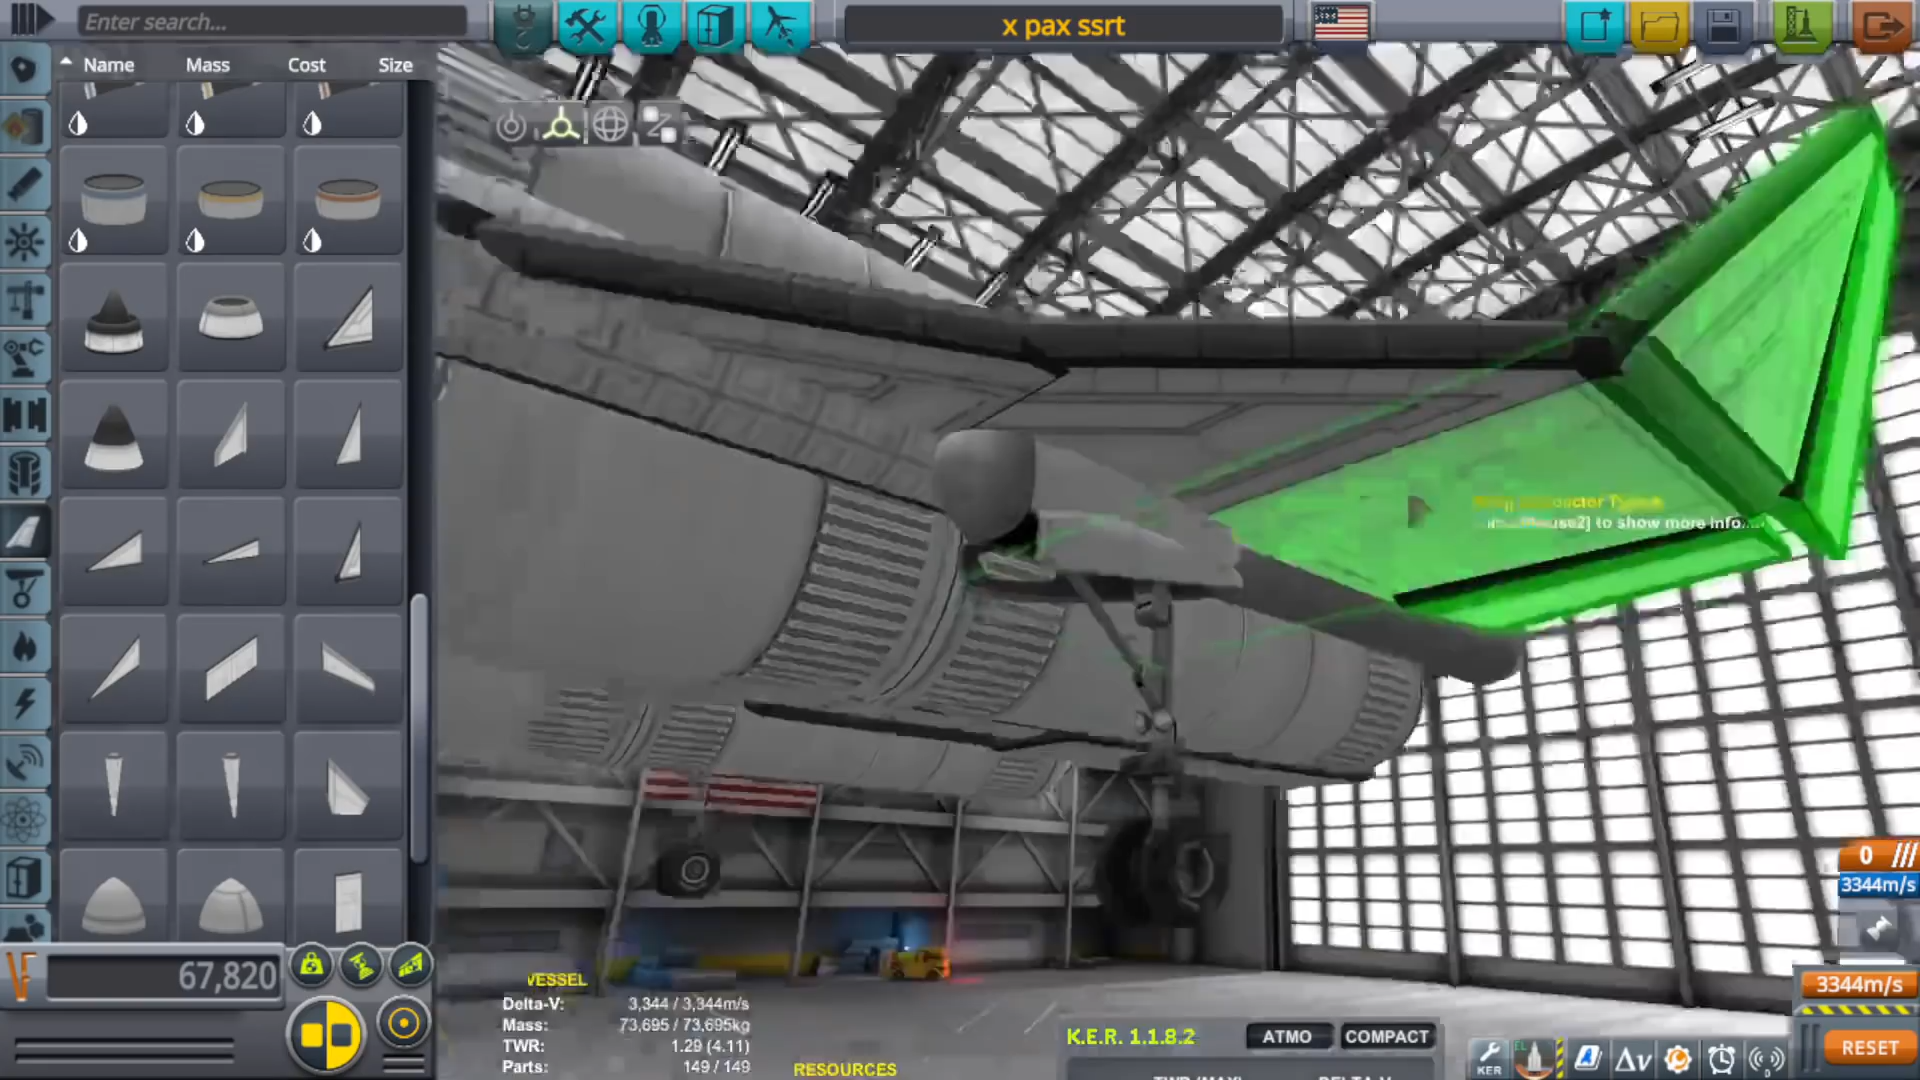 Enter search...
x pax ssrt
Name Mass Cost Size
to show more info....
0
3344m/s
67,820
VESSEL
Delta-V: 3,344 / 3,344m/s
Mass: 73,695 / 73,695kg
TWR: 1.29 (4.11)
Parts: 149 / 149
RESOURCES
K.E.R. 1.1.8.2
ATMO
COMPACT
3344m/s
KER
Δv
RESET